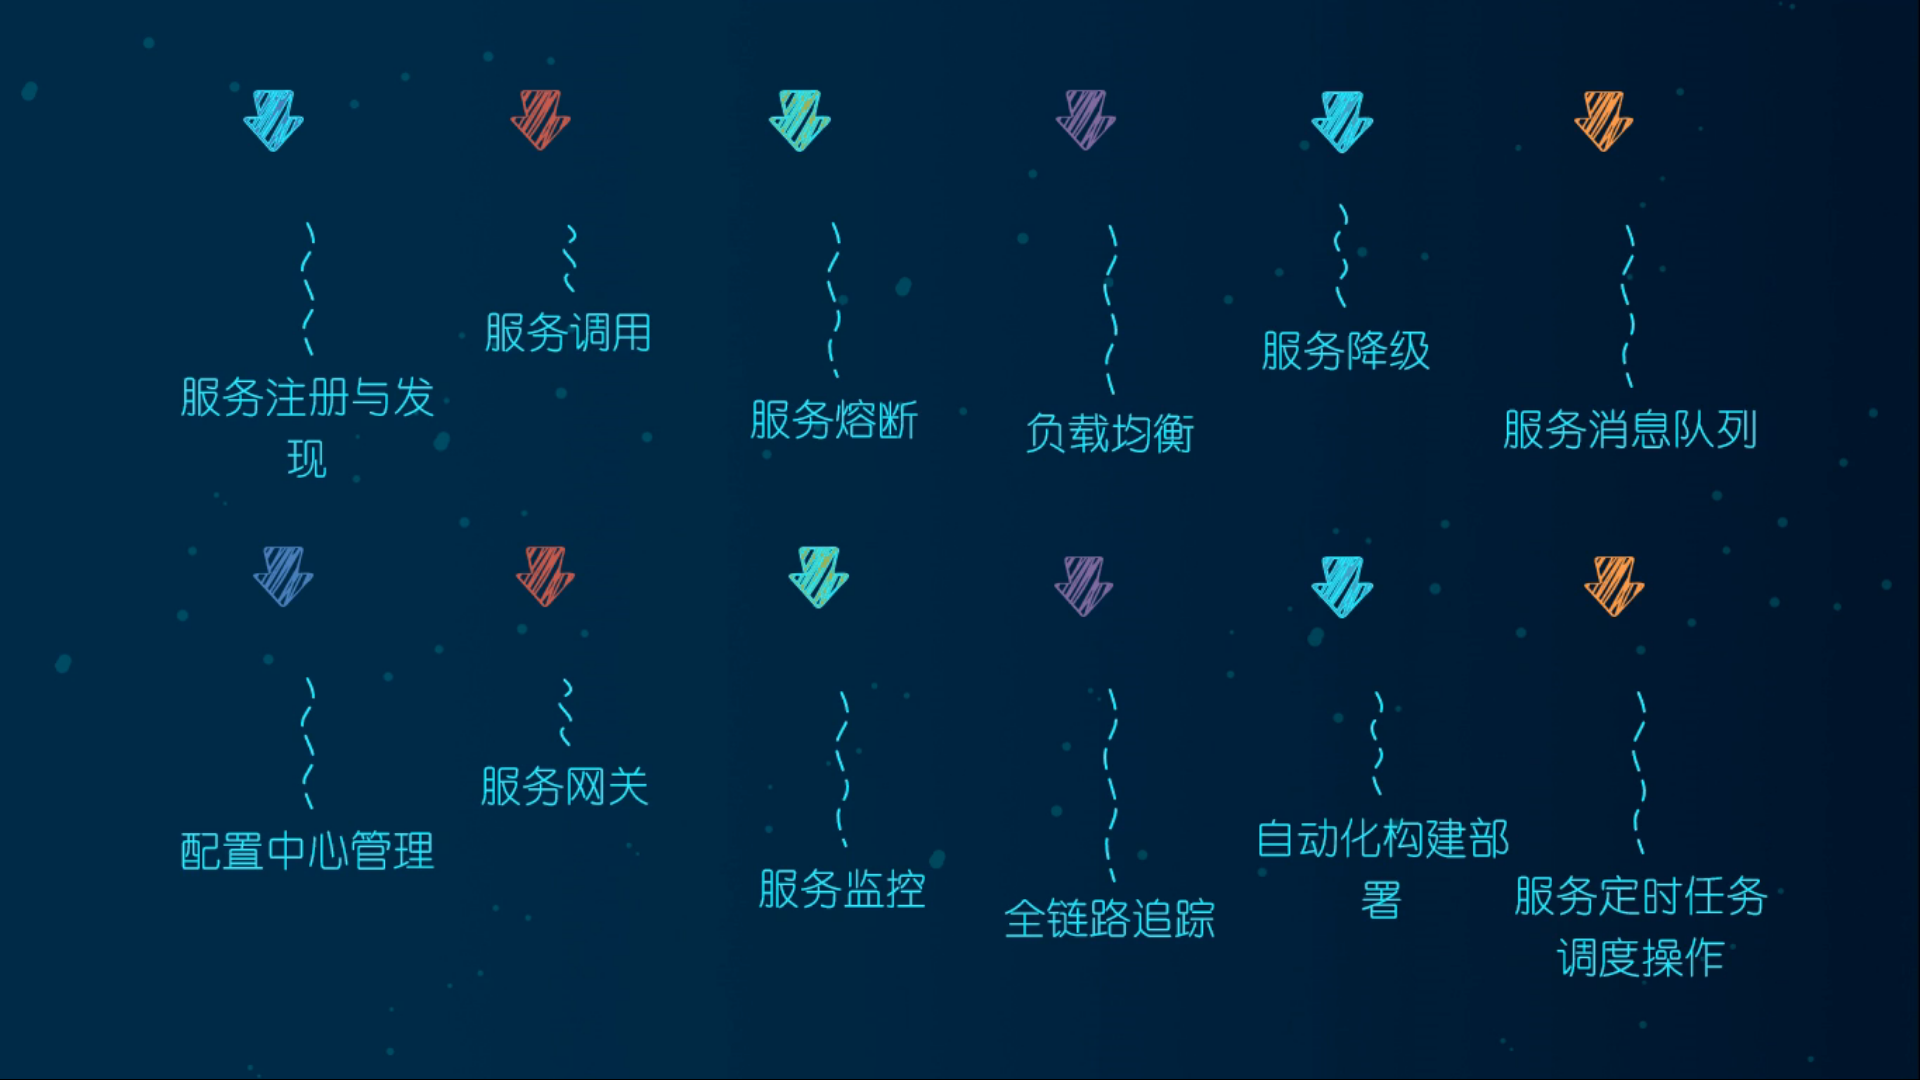 服务注册与发
现
服务调用
服务熔断
负载均衡
服务降级
服务消息队列
配置中心管理
服务网关
服务监控
全链路追踪
自动化构建部
署
服务定时任务
调度操作